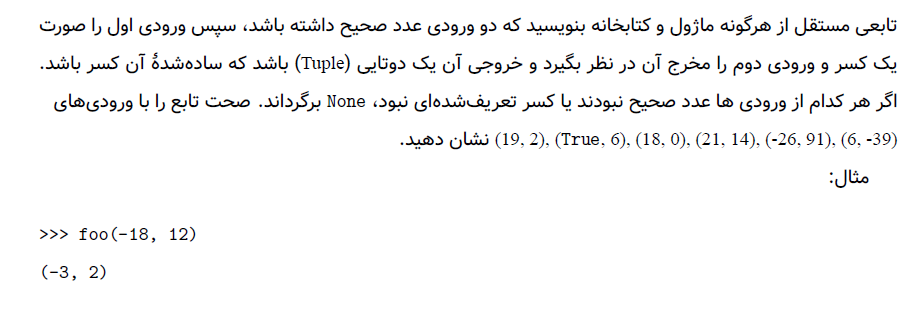 تابعی مستقل از هرگونه ماژول و کتابخانه بنویسید که دو ورودی عدد صحیح داشته باشد، سپس ورودی اول را صورت
یک کسر و ورودی دوم را مخرج آن در نظر بگیرد و خروجی آن یک دوتایی (Tuple) باشد که ساده‌شدهٔ آن کسر باشد.
اگر هر کدام از ورودی ها عدد صحیح نبودند یا کسر تعریف‌شده‌ای نبود، None برگرداند. صحت تابع را با ورودی‌های
(19, 2), (True, 6), (18, 0), (21, 14), (-26, 91), (6, -39) نشان دهید.
مثال:
>>> foo(-18, 12)
(-3, 2)